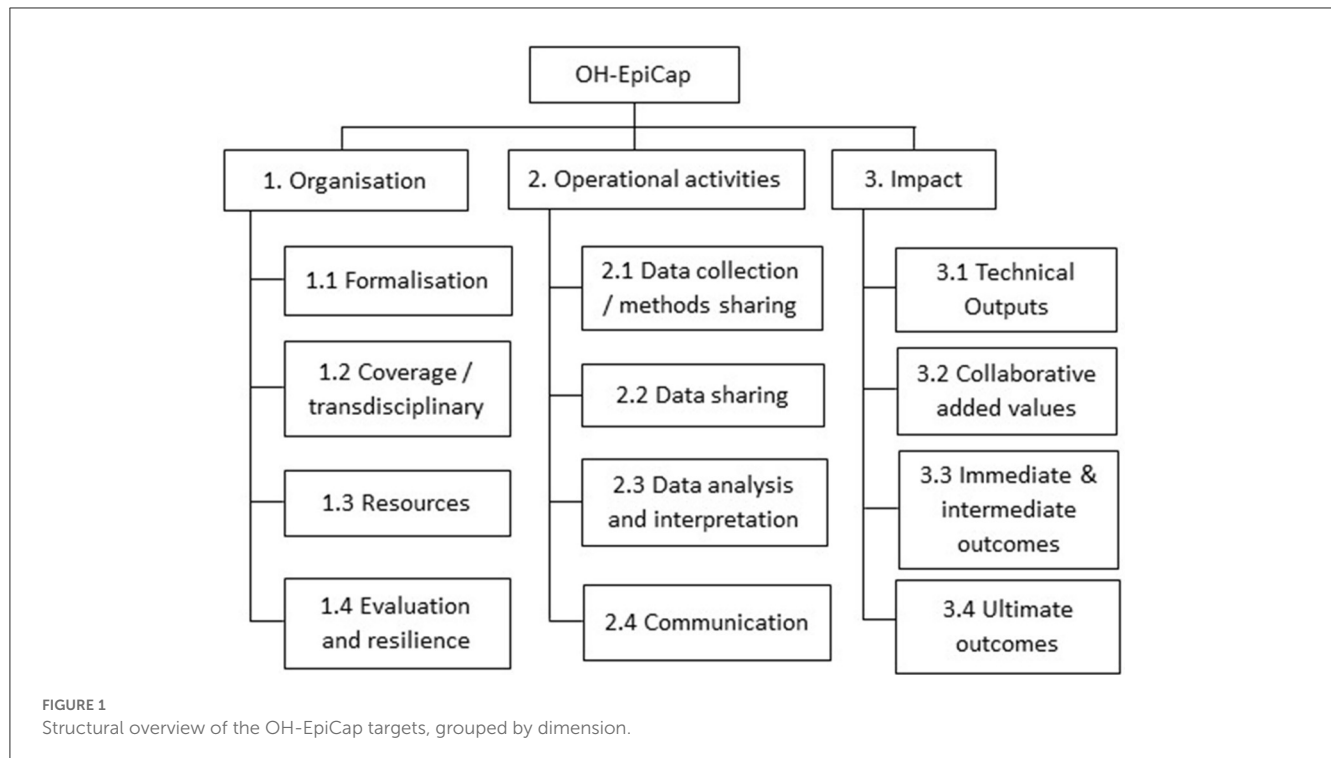 OH-EpiCap
1. Organisation
1.1 Formalisation
1.2 Coverage /
transdisciplinary
1.3 Resources
1.4 Evaluation
and resilience
2. Operational activities
2.1 Data collection
/ methods sharing
2.2 Data sharing
2.3 Data analysis
and interpretation
2.4 Communication
3. Impact
3.1 Technical
Outputs
3.2 Collaborative
added values
3.3 Immediate &
intermediate
outcomes
3.4 Ultimate
outcomes
FIGURE 1
Structural overview of the OH-EpiCap targets, grouped by dimension.